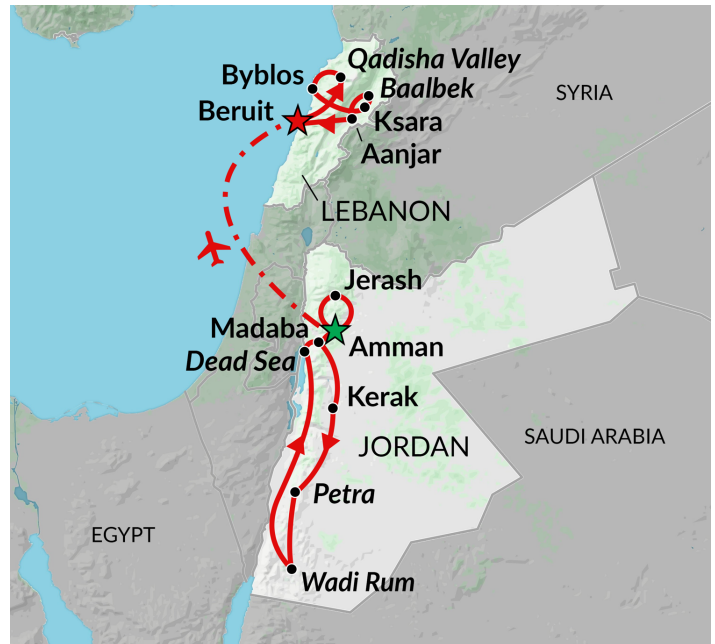 Qadisha Valley
Byblos
Baalbek
SYRIA
Beruit
Ksara
Aanjar
LEBANON
Jerash
Madaba
Amman
Dead Sea
Kerak
JORDAN
SAUDI ARABIA
Petra
EGYPT
Wadi Rum